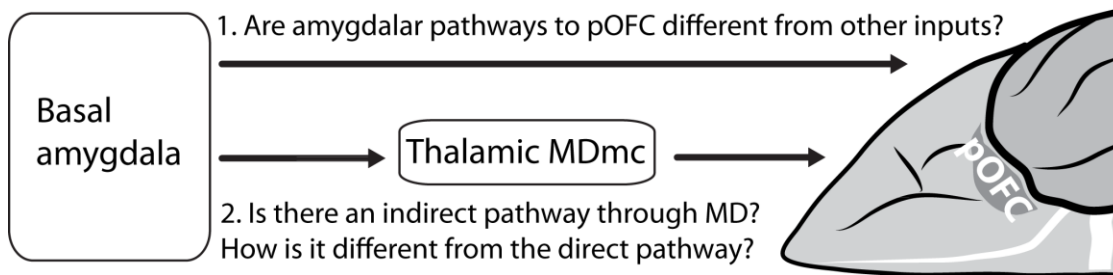 1. Are amygdalar pathways to pOFC different from other inputs?
Basal
amygdala
Thalamic MDmc
pOFC
2. Is there an indirect pathway through MD?
How is it different from the direct pathway?